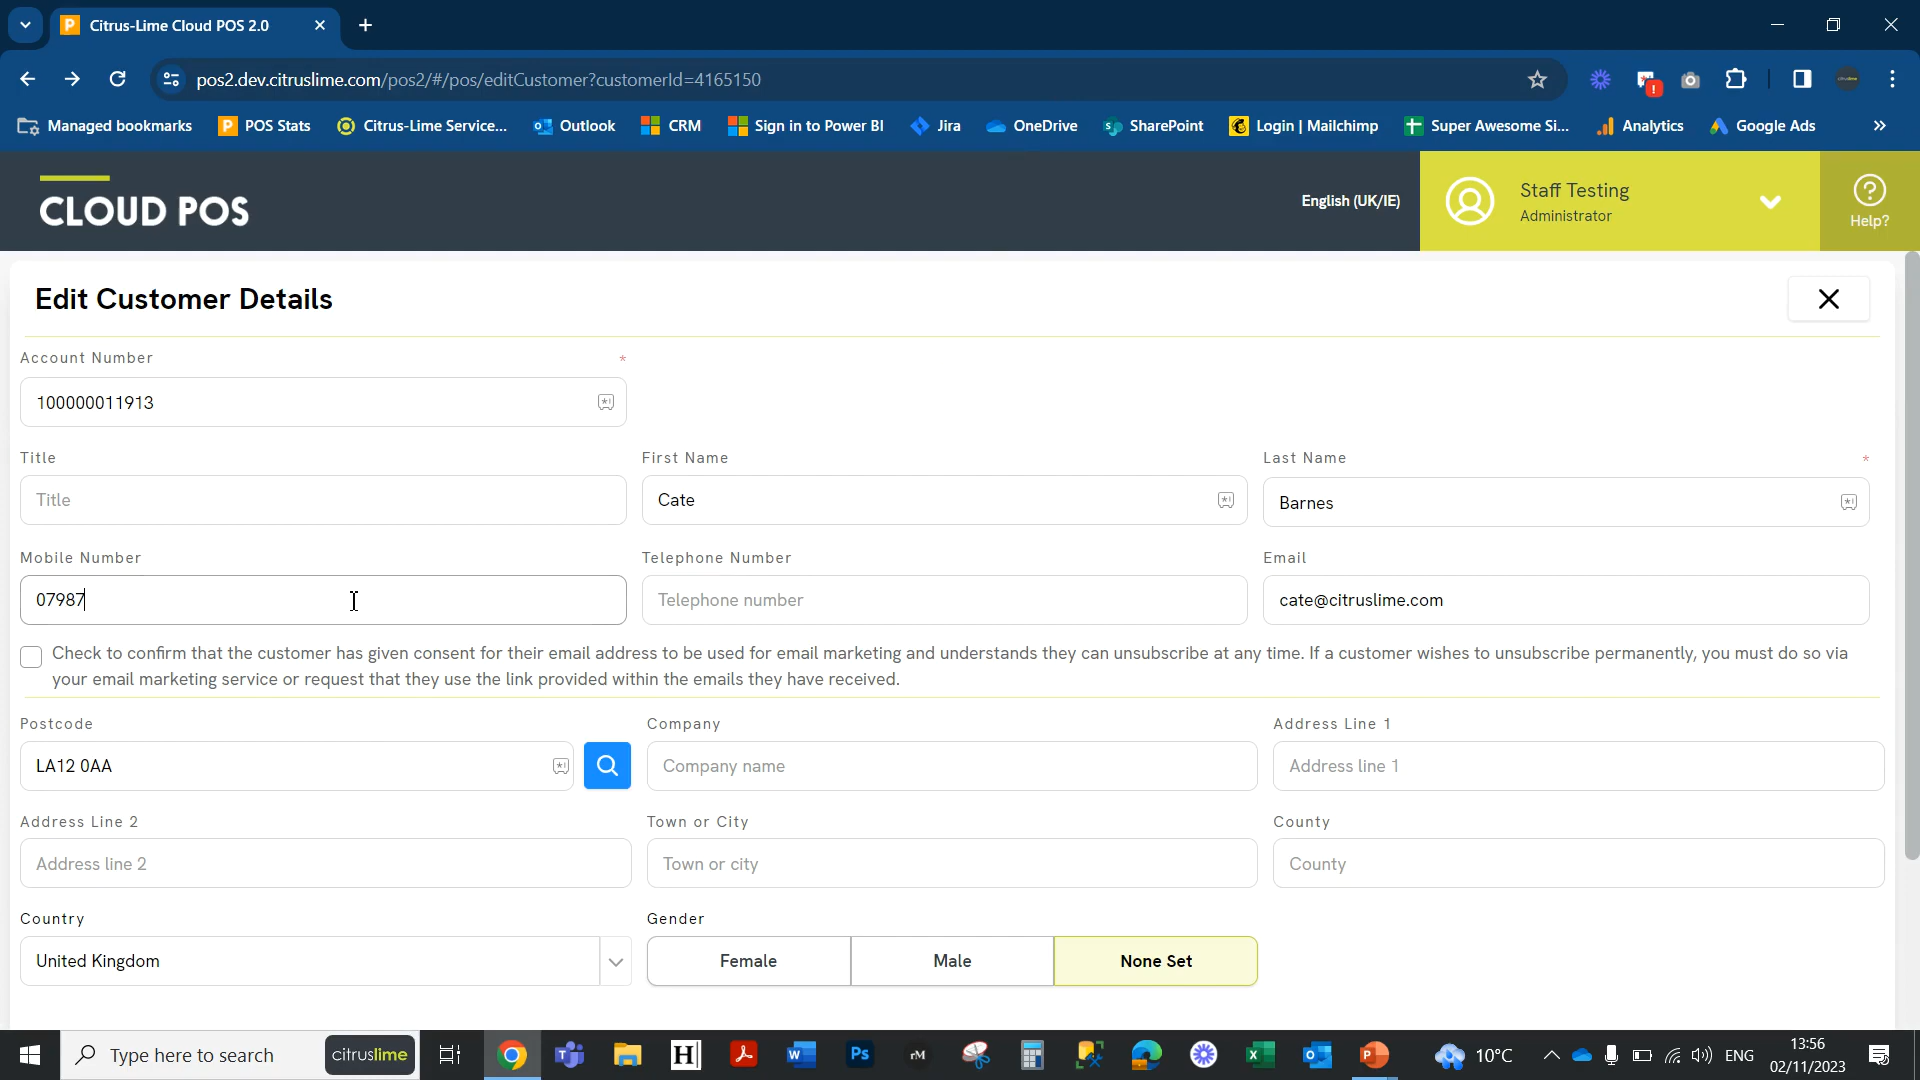 Citrus-Lime Cloud POS 2.0
pos2.dev.citruslime.com/pos2/#/pos/editCustomer?customerId=4165150
Managed bookmarks POS Stats Citrus-Lime Service... Outlook CRM Sign in to Power BI Jira OneDrive SharePoint Login | Mailchimp Super Awesome Si... Analytics Google Ads »
CLOUD POS
English (UK/IE)
Staff Testing
Administrator
Help?
Edit Customer Details
Account Number *
100000011913
Title First Name Last Name *
Title Cate Barnes
Mobile Number Telephone Number Email
07987 Telephone number cate@citruslime.com
Check to confirm that the customer has given consent for their email address to be used for email marketing and understands they can unsubscribe at any time. If a customer wishes to unsubscribe permanently, you must do so via
your email marketing service or request that they use the link provided within the emails they have received.
Postcode Company Address Line 1
LA12 0AA Company name Address line 1
Address Line 2 Town or City County
Address line 2 Town or city County
Country Gender
United Kingdom Female Male None Set
Type here to search citruslime 10°C ENG 13:56
02/11/2023